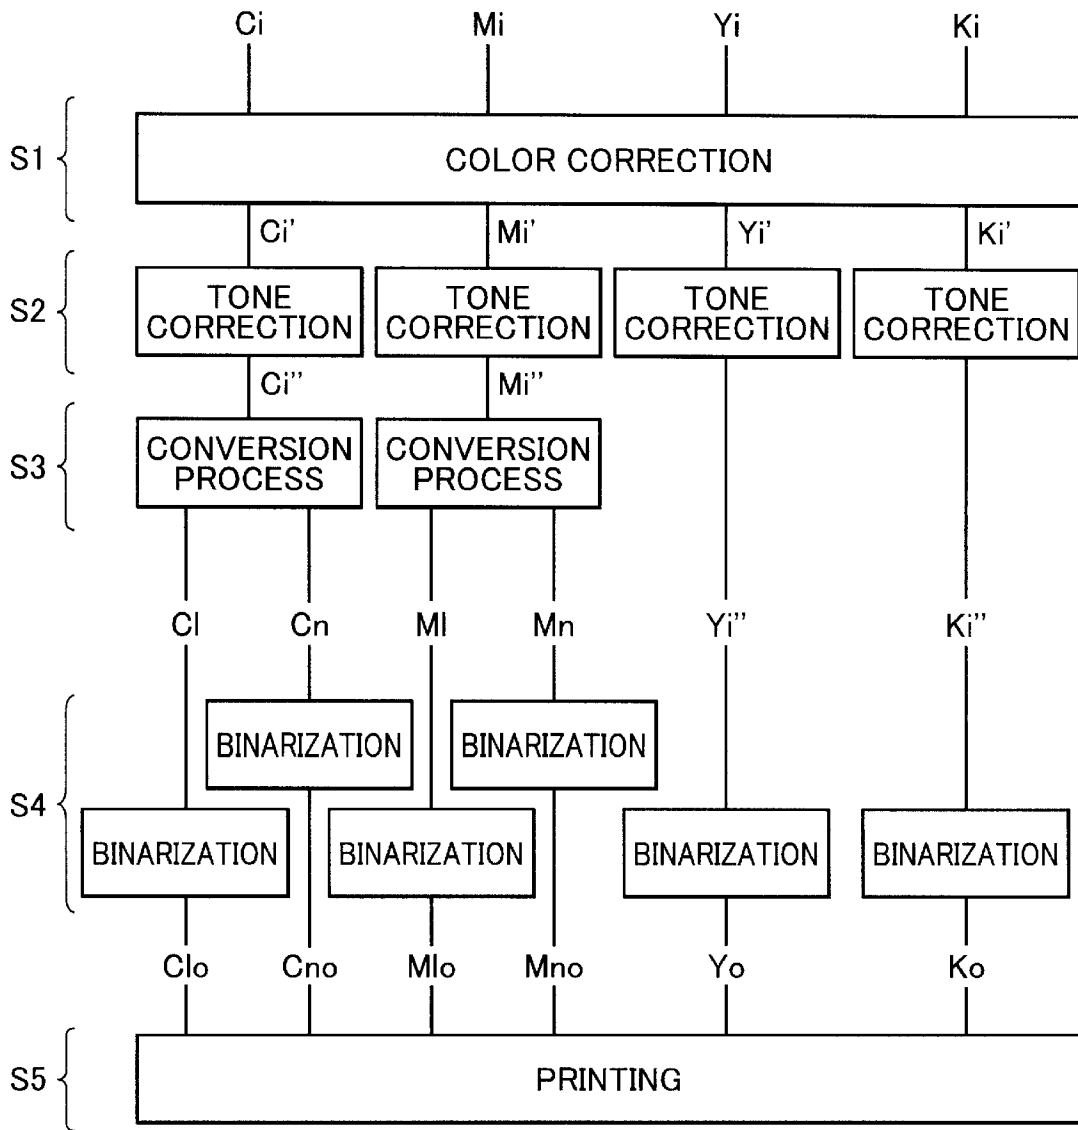 Ci Mi Yi Ki
S1 COLOR CORRECTION
Ci' Mi' Yi' Ki'
S2
TONE CORRECTION
TONE CORRECTION
TONE CORRECTION
TONE CORRECTION
Ci'' Mi''
S3
CONVERSION PROCESS
CONVERSION PROCESS
Cl Cn Ml Mn Yi'' Ki''
S4
BINARIZATION BINARIZATION
BINARIZATION BINARIZATION BINARIZATION BINARIZATION
Clo Cno Mlo Mno Yo Ko
S5 PRINTING